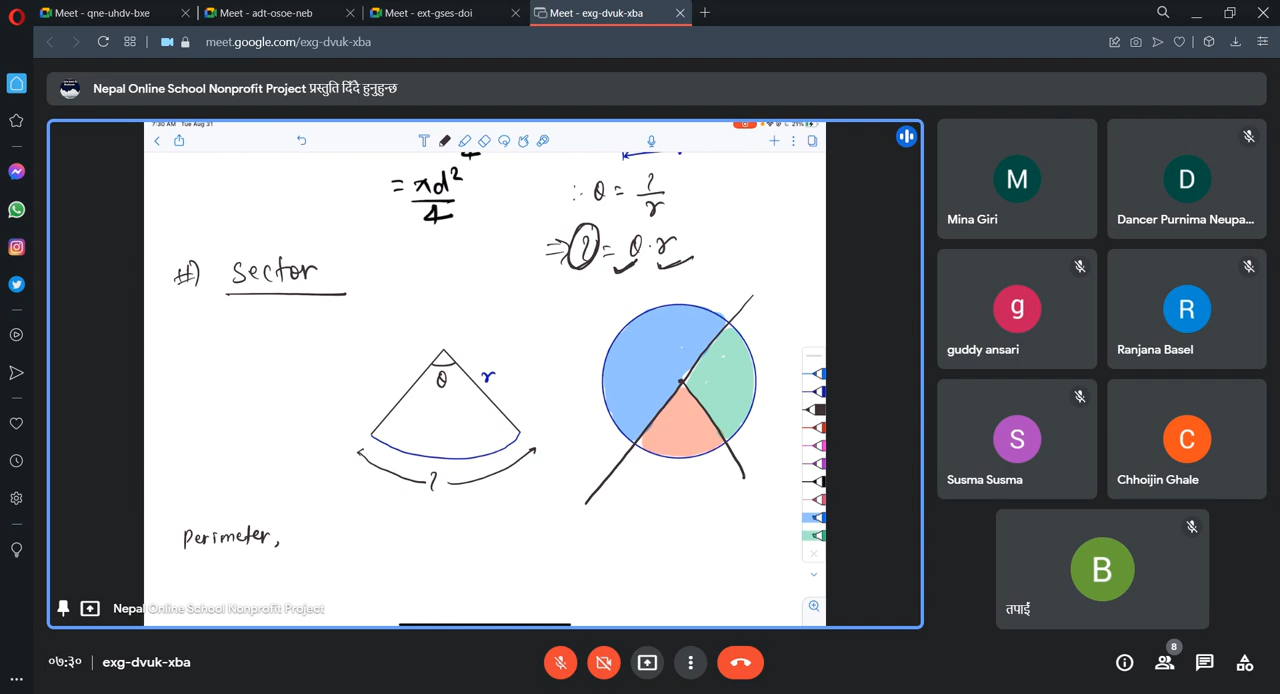 Meet - qne-uhdv-bxe
Meet - adt-osoe-neb
Meet - ext-gses-doi
Meet - exg-dvuk-xba
meet.google.com/exg-dvuk-xba
Nepal Online School Nonprofit Project प्रस्तुति दिँदै हुनुहुन्छ
7:30 AM Tue Aug 31
21%
= πd²/4
∴ θ = l/r
⇒ l = θ · r
#) Sector
θ
r
l
Perimeter,
Nepal Online School Nonprofit Project
M
Mina Giri
D
Dancer Purnima Neupa...
g
guddy ansari
R
Ranjana Basel
S
Susma Susma
C
Chhoijin Ghale
B
तपाईं
०७:३०
exg-dvuk-xba
8